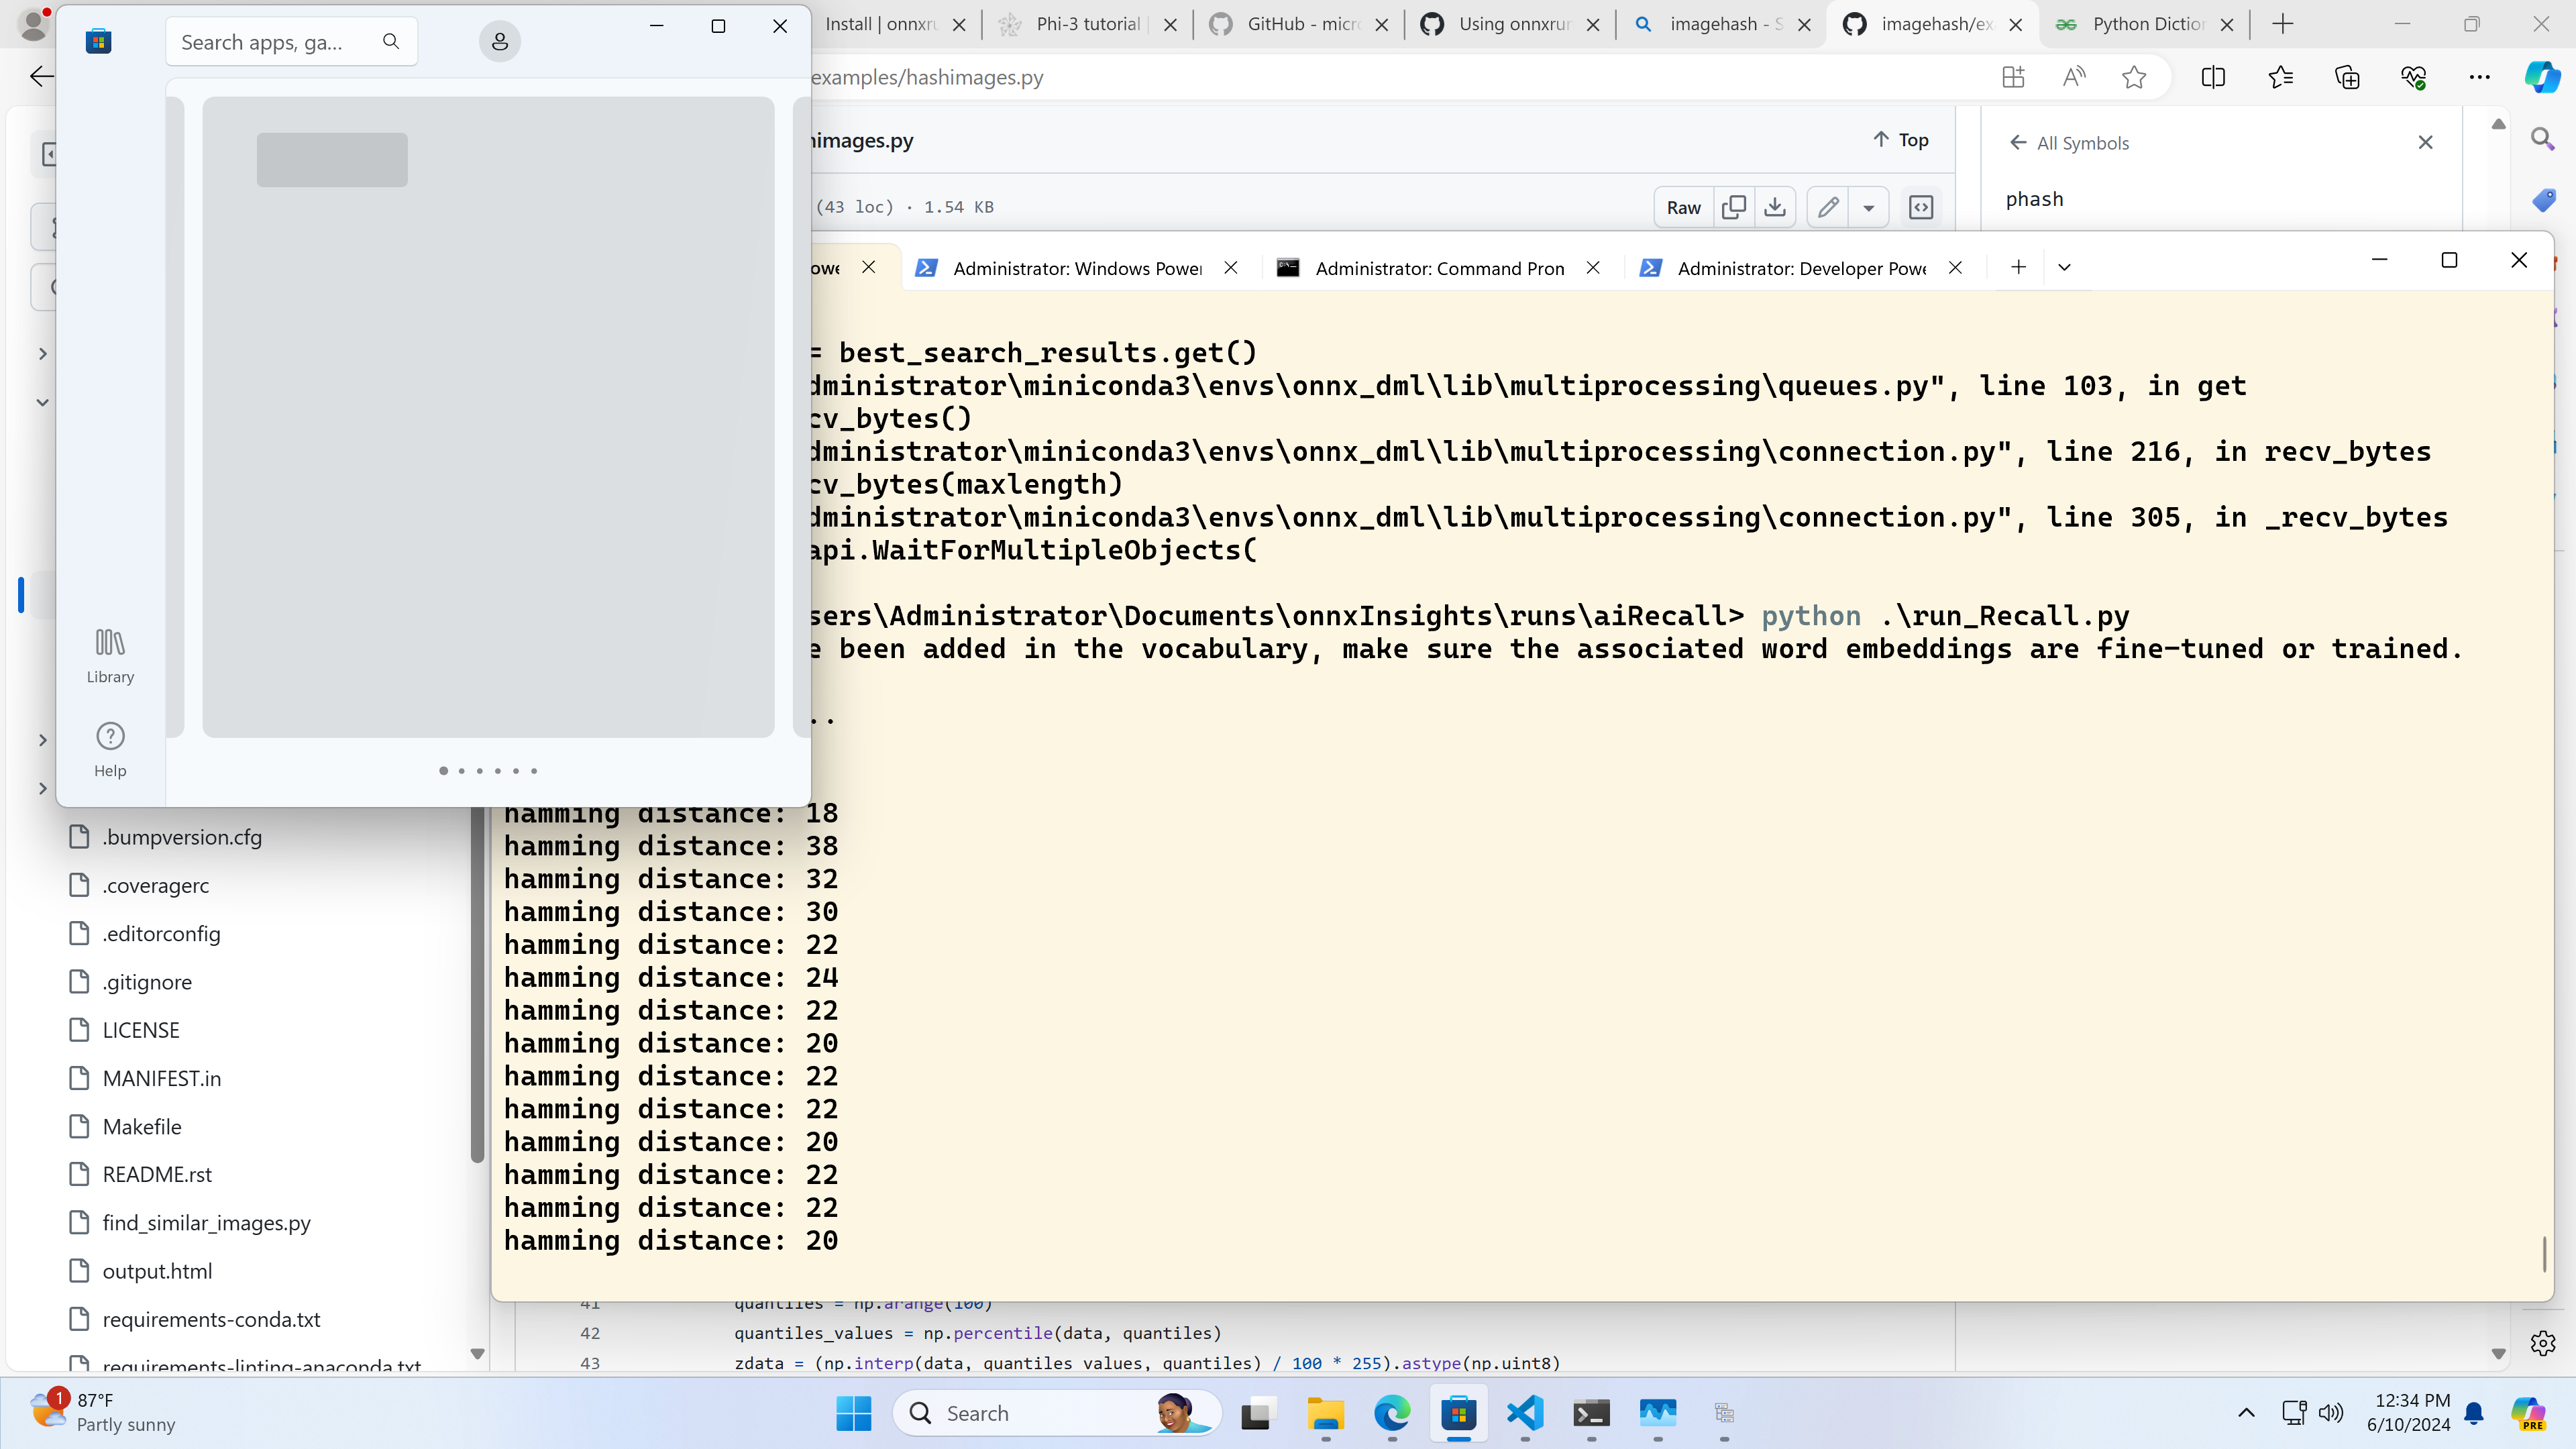 Search apps, ga...
Install | onnxru
Phi-3 tutorial
GitHub - micro
Using onnxrun
imagehash - S
imagehash/exa
Python Diction
examples/hashimages.py
himages.py
Top
(43 loc) · 1.54 KB
Raw
All Symbols
phash
owe
Administrator: Windows Power
Administrator: Command Prom
Administrator: Developer Powe
= best_search_results.get()
dministrator\miniconda3\envs\onnx_dml\lib\multiprocessing\queues.py", line 103, in get
cv_bytes()
dministrator\miniconda3\envs\onnx_dml\lib\multiprocessing\connection.py", line 216, in recv_bytes
cv_bytes(maxlength)
dministrator\miniconda3\envs\onnx_dml\lib\multiprocessing\connection.py", line 305, in _recv_bytes
api.WaitForMultipleObjects(
sers\Administrator\Documents\onnxInsights\runs\aiRecall> python .\run_Recall.py
e been added in the vocabulary, make sure the associated word embeddings are fine-tuned or trained.
..
Library
Help
hamming distance: 18
hamming distance: 38
hamming distance: 32
hamming distance: 30
hamming distance: 22
hamming distance: 24
hamming distance: 22
hamming distance: 20
hamming distance: 22
hamming distance: 22
hamming distance: 20
hamming distance: 22
hamming distance: 22
hamming distance: 20
.bumpversion.cfg
.coveragerc
.editorconfig
.gitignore
LICENSE
MANIFEST.in
Makefile
README.rst
find_similar_images.py
output.html
requirements-conda.txt
requirements-linting-anaconda.txt
41 quantiles = np.arange(100)
42 quantiles_values = np.percentile(data, quantiles)
43 zdata = (np.interp(data, quantiles_values, quantiles) / 100 * 255).astype(np.uint8)
1
87°F
Partly sunny
Search
12:34 PM
6/10/2024
PRE